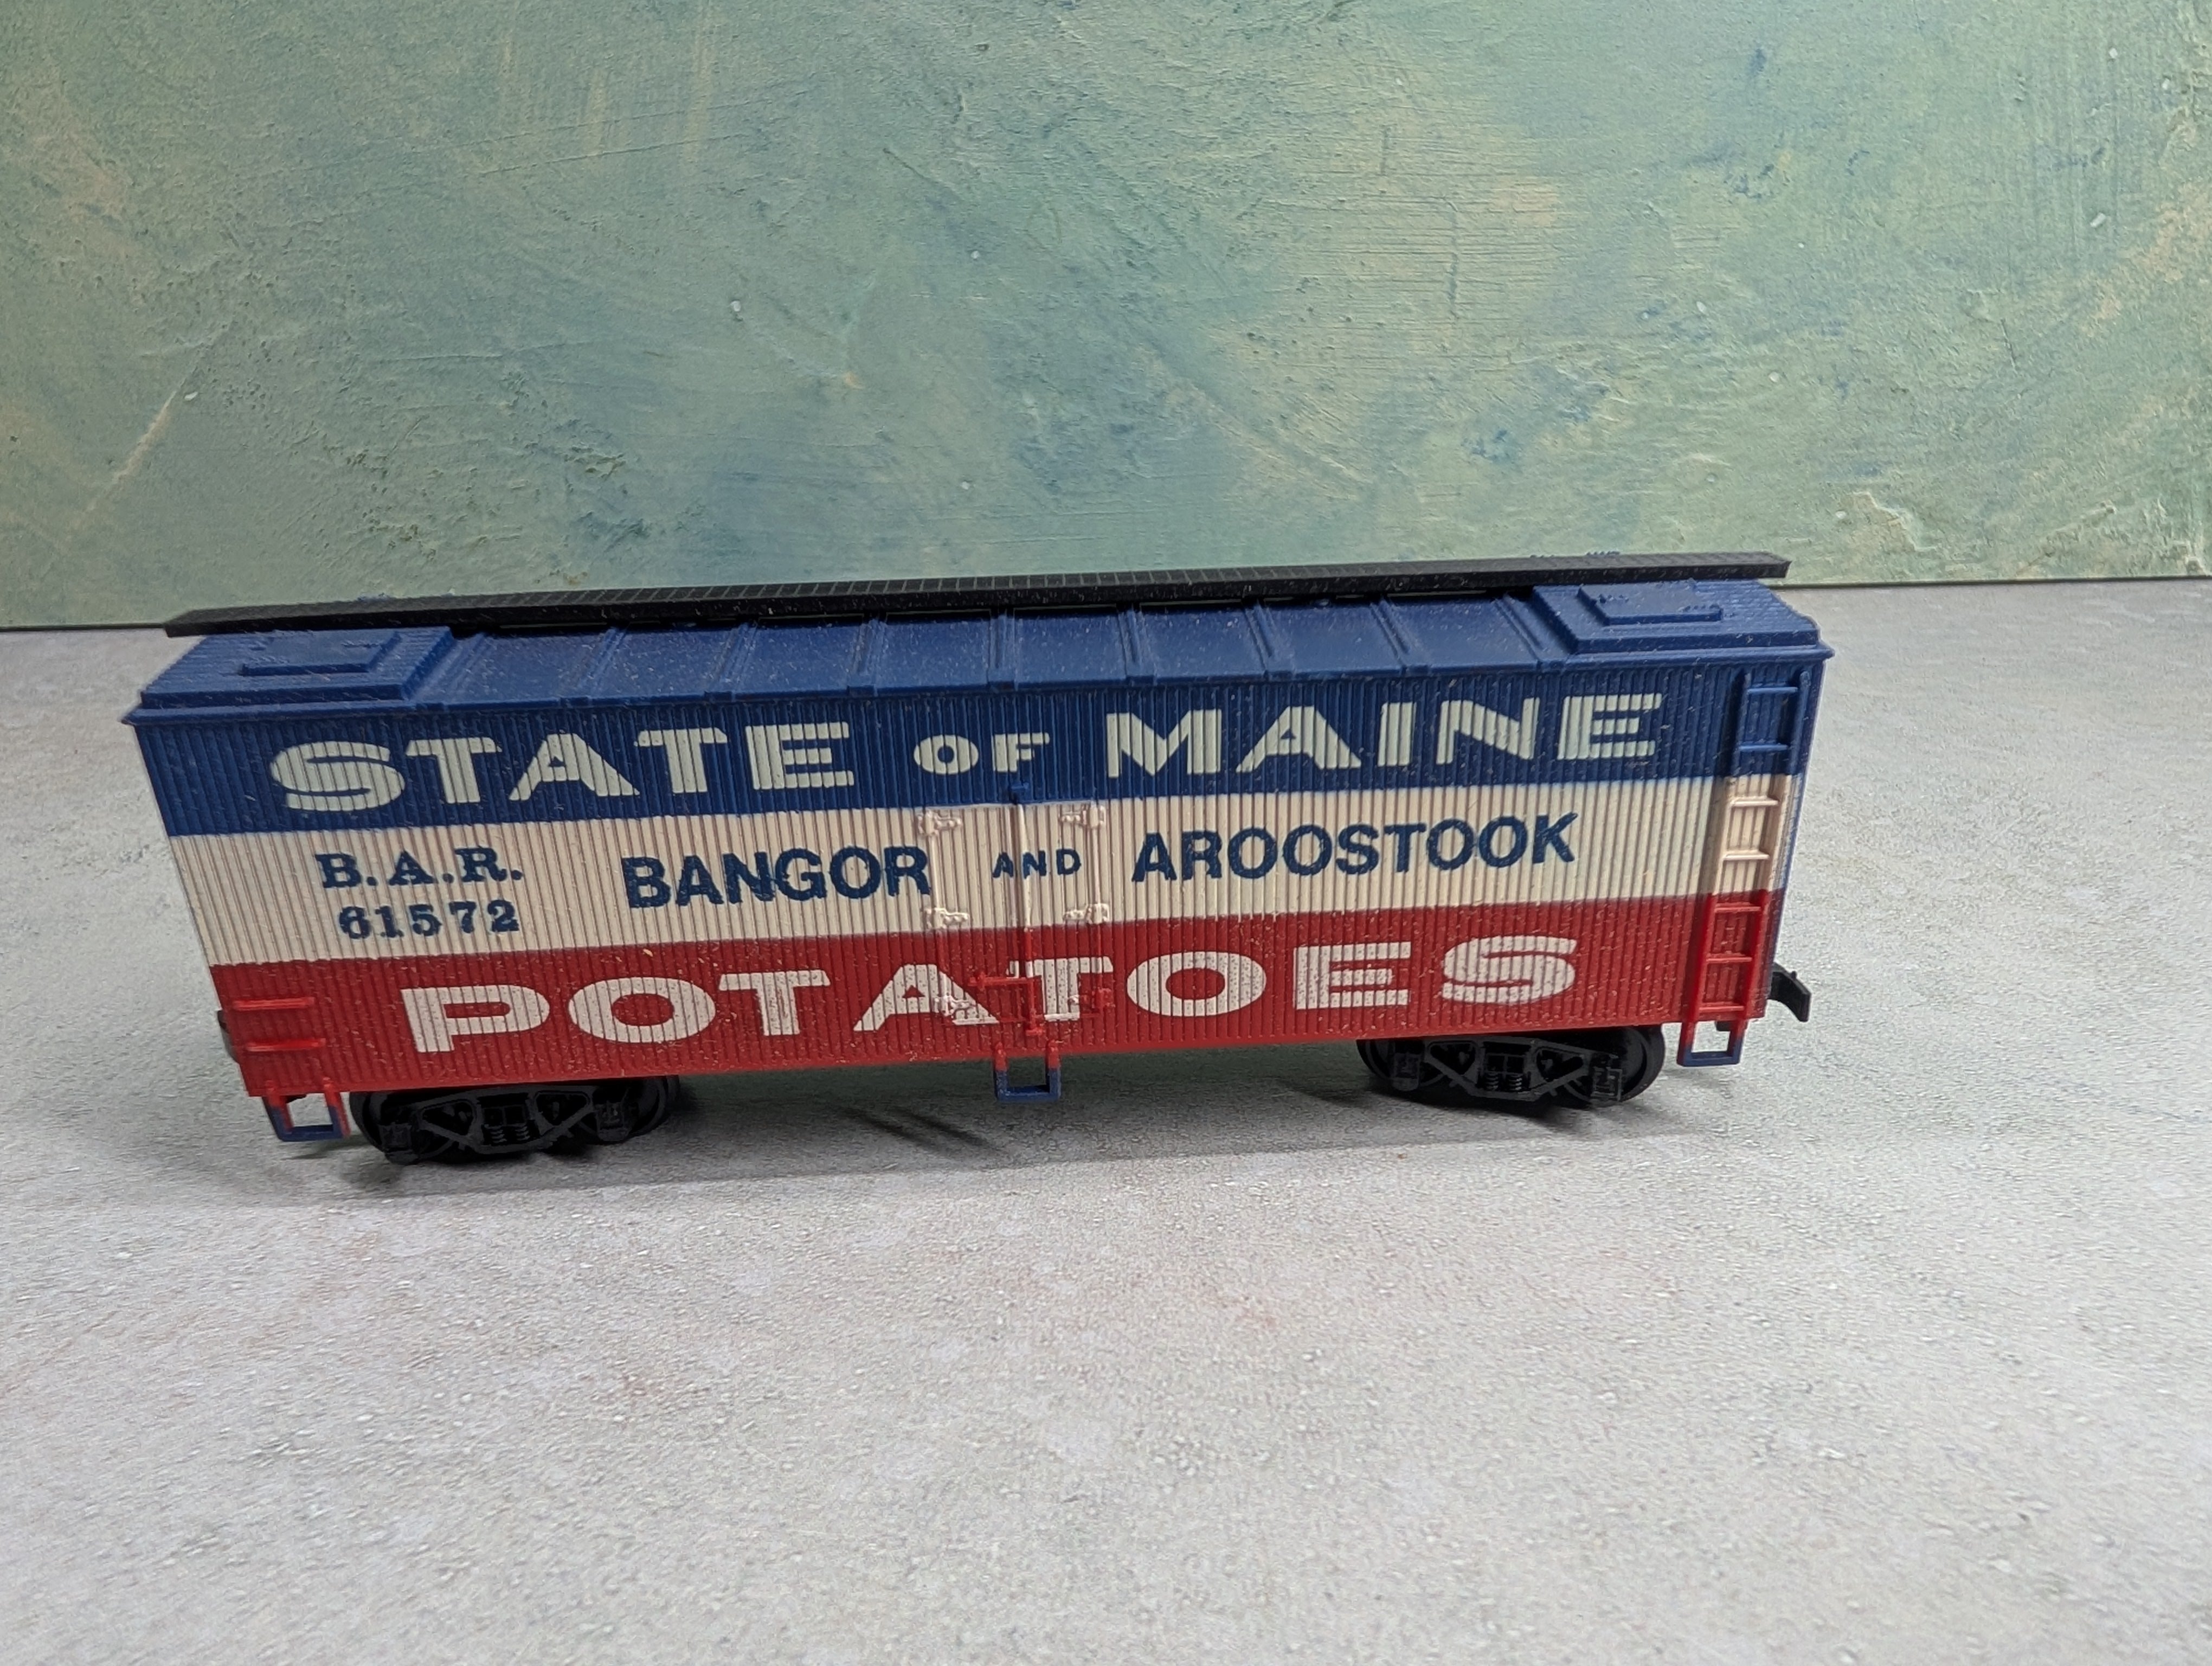 STATE OF MAINE
B.A.R. BANGOR AND AROOSTOOK
61572
POTATOES